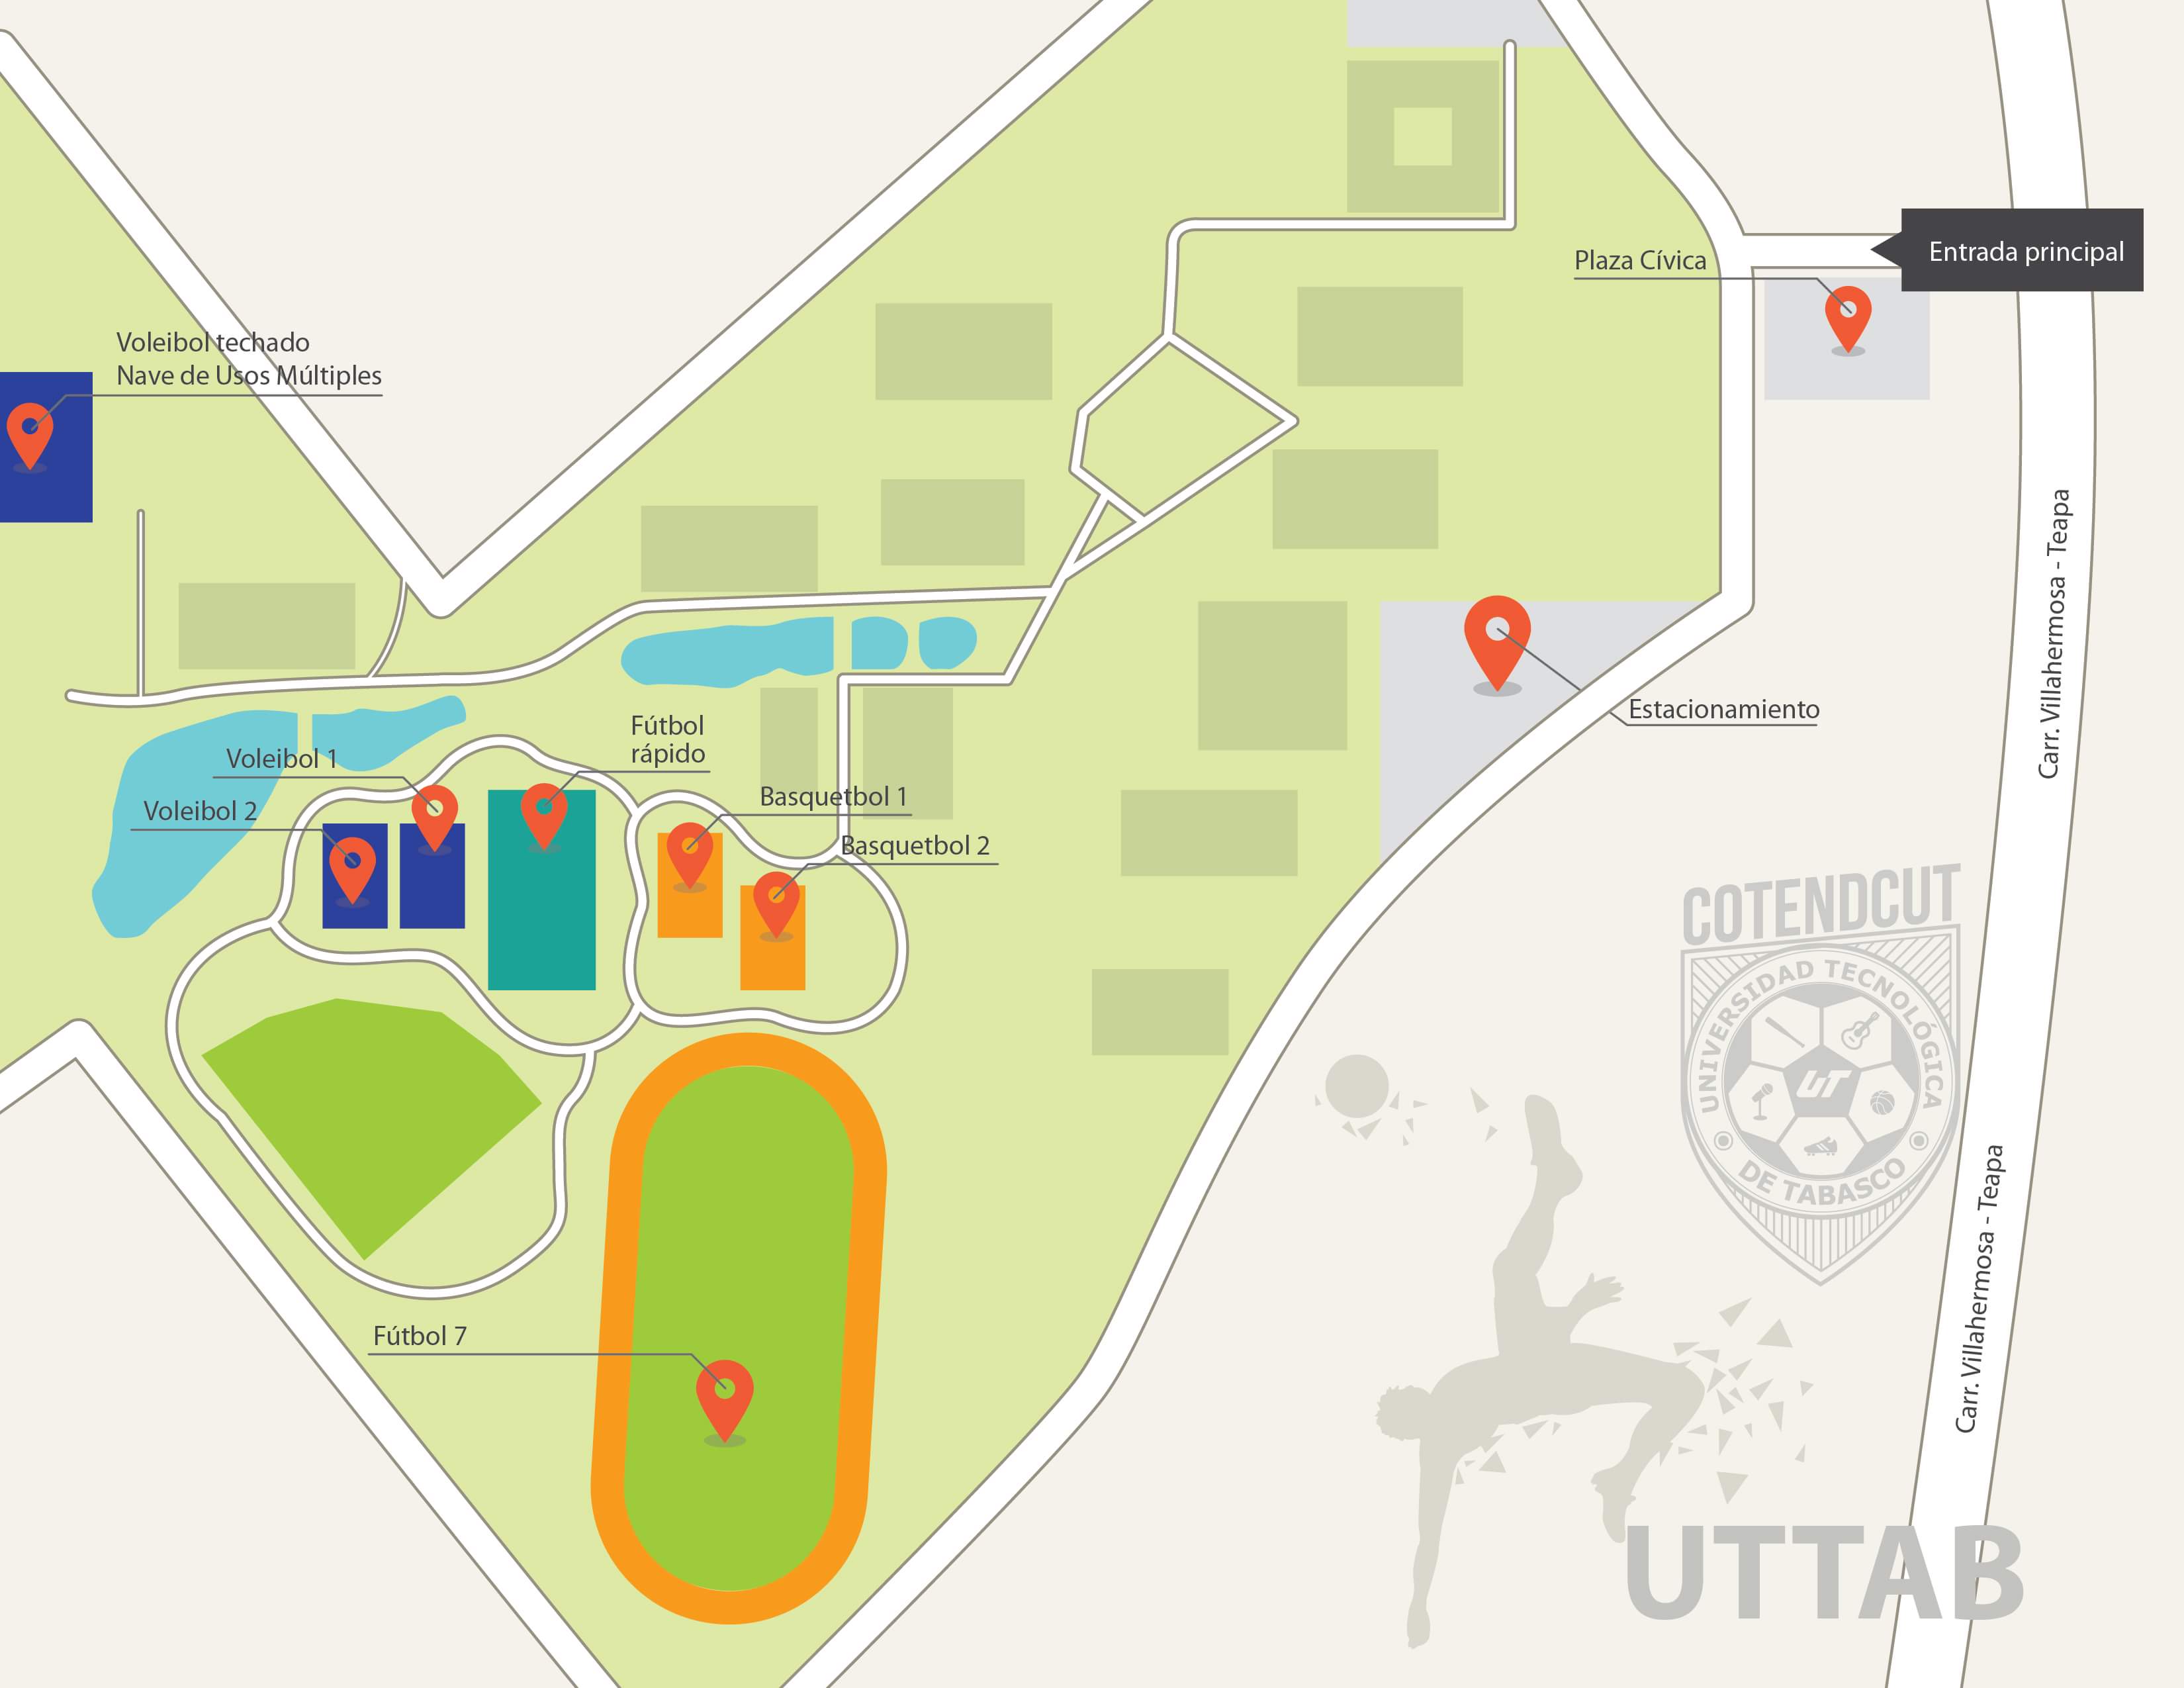 Entrada principal
Plaza Cívica
Voleibol techado
Nave de Usos Múltiples
Carr. Villahermosa - Teapa
Estacionamiento
Fútbol
rápido
Voleibol 1
Voleibol 2
Basquetbol 1
Basquetbol 2
COTENDCUT
UNIVERSIDAD TECNOLÓGICA
UT
DE TABASCO
Carr. Villahermosa - Teapa
Fútbol 7
UTTAB